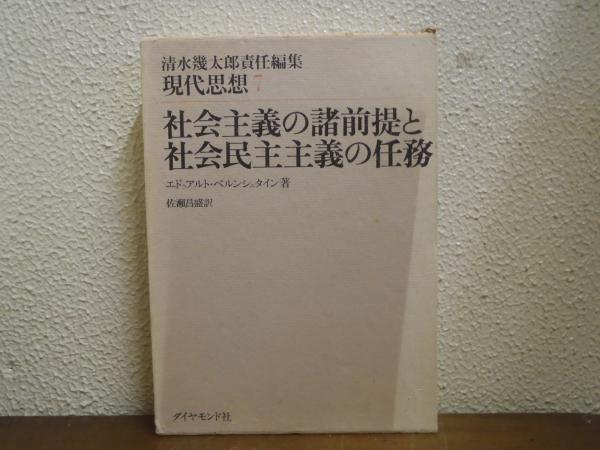 清水幾太郎責任編集
現代思想 7
社会主義の諸前提と
社会民主主義の任務
エドゥアルト・ベルンシュタイン著
佐瀬昌盛訳
ダイヤモンド社